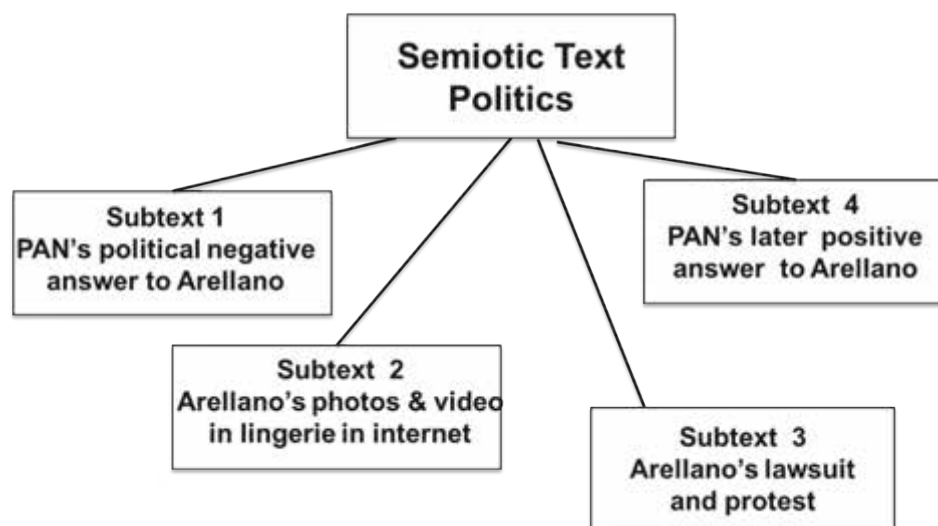 Semiotic Text
Politics
Subtext 1
PAN's political negative
answer to Arellano
Subtext 2
Arellano's photos & video
in lingerie in internet
Subtext 3
Arellano's lawsuit
and protest
Subtext 4
PAN's later positive
answer to Arellano